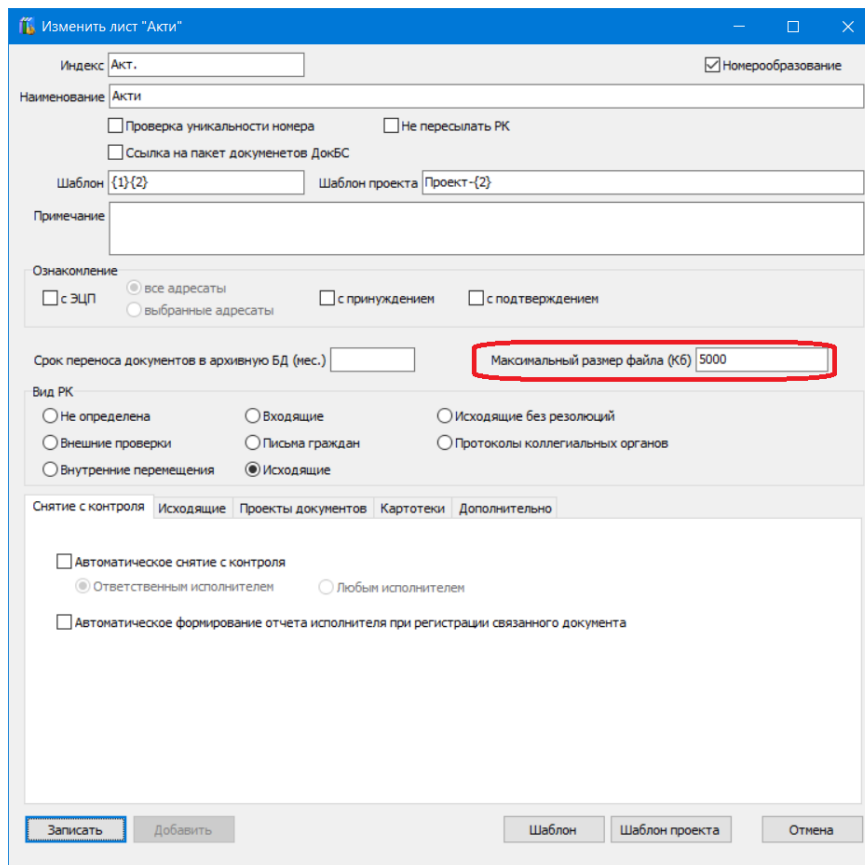 Изменить лист "Акти"
Индекс Акт. Номерообразование
Наименование Акти
Проверка уникальности номера Не пересылать РК
Ссылка на пакет докуменетов ДокБС
Шаблон {1}{2} Шаблон проекта Проект-{2}
Примечание
Ознакомление
с ЭЦП все адресаты с принуждением с подтверждением
выбранные адресаты
Срок переноса документов в архивную БД (мес.) Максимальный размер файла (Кб) 5000
Вид РК
Не определена Входящие Исходящие без резолюций
Внешние проверки Письма граждан Протоколы коллегиальных органов
Внутренние перемещения Исходящие
Снятие с контроля Исходящие Проекты документов Картотеки Дополнительно
Автоматическое снятие с контроля
Ответственным исполнителем Любым исполнителем
Автоматическое формирование отчета исполнителя при регистрации связанного документа
Записать Добавить Шаблон Шаблон проекта Отмена